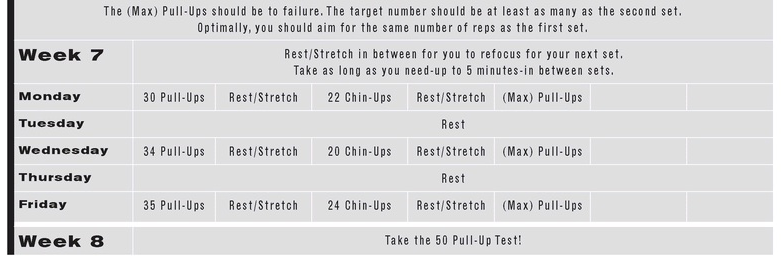 The (Max) Pull-Ups should be to failure. The target number should be at least as many as the second set.
Optimally, you should aim for the same number of reps as the first set.
Week 7
Rest/Stretch in between for you to refocus for your next set.
Take as long as you need-up to 5 minutes-in between sets.
Monday 30 Pull-Ups Rest/Stretch 22 Chin-Ups Rest/Stretch (Max) Pull-Ups
Tuesday Rest
Wednesday 34 Pull-Ups Rest/Stretch 20 Chin-Ups Rest/Stretch (Max) Pull-Ups
Thursday Rest
Friday 35 Pull-Ups Rest/Stretch 24 Chin-Ups Rest/Stretch (Max) Pull-Ups
Week 8 Take the 50 Pull-Up Test!